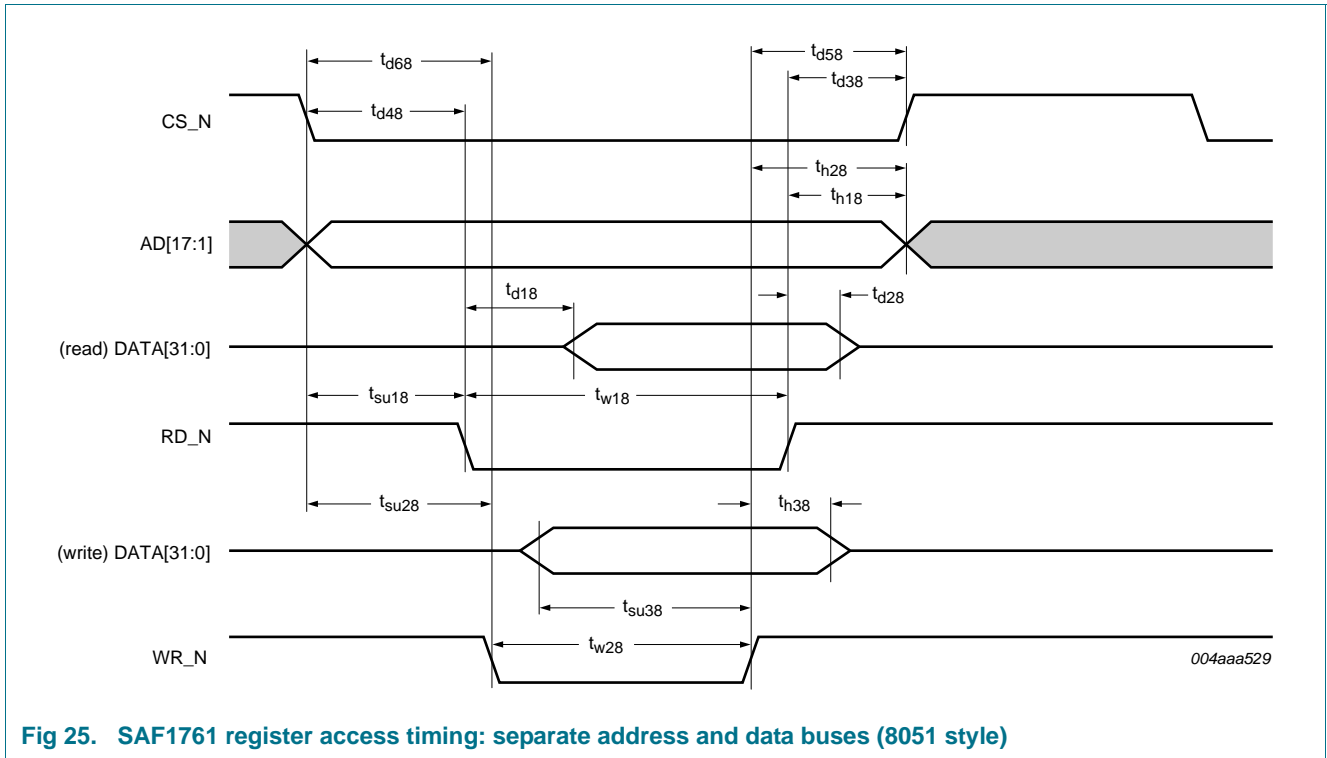 td68
td58
td38
td48
CS_N
th28
th18
AD[17:1]
td18
td28
(read) DATA[31:0]
tsu18
tw18
RD_N
tsu28
th38
(write) DATA[31:0]
tsu38
tw28
WR_N
004aaa529
Fig 25. SAF1761 register access timing: separate address and data buses (8051 style)